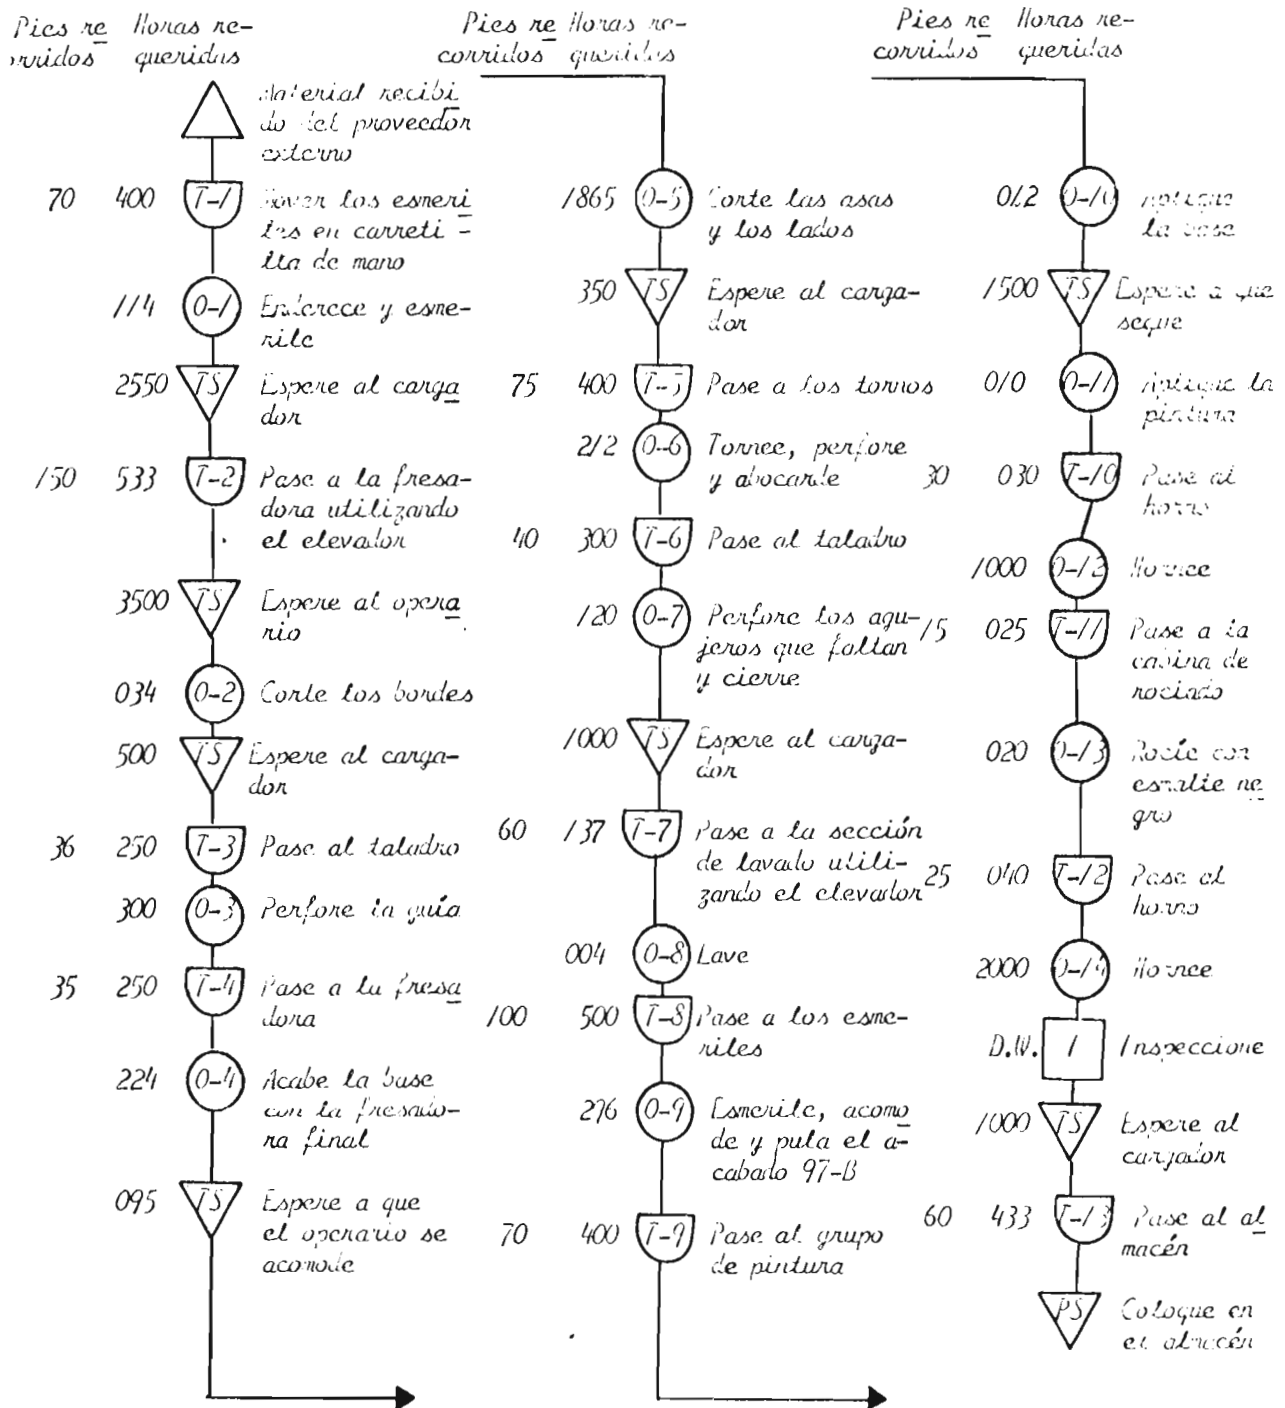 Pies re Horas re-
corridos queridas
Material recibi
do del proveedor
externo
70 400 T-1 Mover los esmeri
les en carreti -
lla de mano
114 O-1 Enderece y esme-
rile
2550 TS Espere al carga
dor
150 533 T-2 Pase a la fresa-
dora utilizando
el elevador
3500 TS Espere al opera
rio
034 O-2 Corte los bordes
500 TS Espere al carga-
dor
36 250 T-3 Pase al taladro
300 O-3 Perfore la guía
35 250 T-4 Pase a la fresa
dora
224 O-4 Acabe la base
con la fresado-
ra final
095 TS Espere a que
el operario se
acomode
Pies re Horas re-
corridos queridas
1865 O-5 Corte las asas
y los lados
350 TS Espere al carga-
dor
75 400 T-5 Pase a los tornos
212 O-6 Tornee, perfore
y abocarde
40 300 T-6 Pase al taladro
120 O-7 Perfore los agu-
jeros que faltan
y cierre
1000 TS Espere al carga-
dor
60 137 T-7 Pase a la sección
de lavado utili-
zando el elevador
004 O-8 Lave
100 500 T-8 Pase a los esme-
riles
276 O-9 Esmerile, acomo
de y pula el a-
cabado 97-B
70 400 T-9 Pase al grupo
de pintura
Pies re Horas re-
corridos queridas
012 O-10 Aplique
la base
1500 TS Espere a que
seque
010 O-11 Aplique la
pintura
30 030 T-10 Pase al
horno
1000 O-12 Hornee
15 025 T-11 Pase a la
cabina de
rociado
020 O-13 Rocíe con
esmalte ne
gro
25 040 T-12 Pase al
horno
2000 O-14 Hornee
D.W. 1 Inspeccione
1000 TS Espere al
cargador
60 433 T-13 Pase al al
macén
PS Coloque en
el almacén